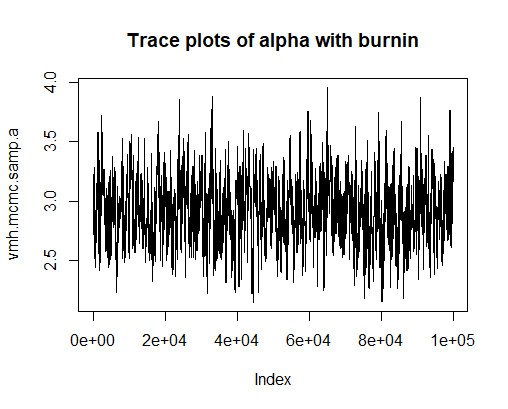 Trace plots of alpha with burnin
vmh.mcmc.samp.a
4.0
3.5
3.0
2.5
0e+00 2e+04 4e+04 6e+04 8e+04 1e+05
Index